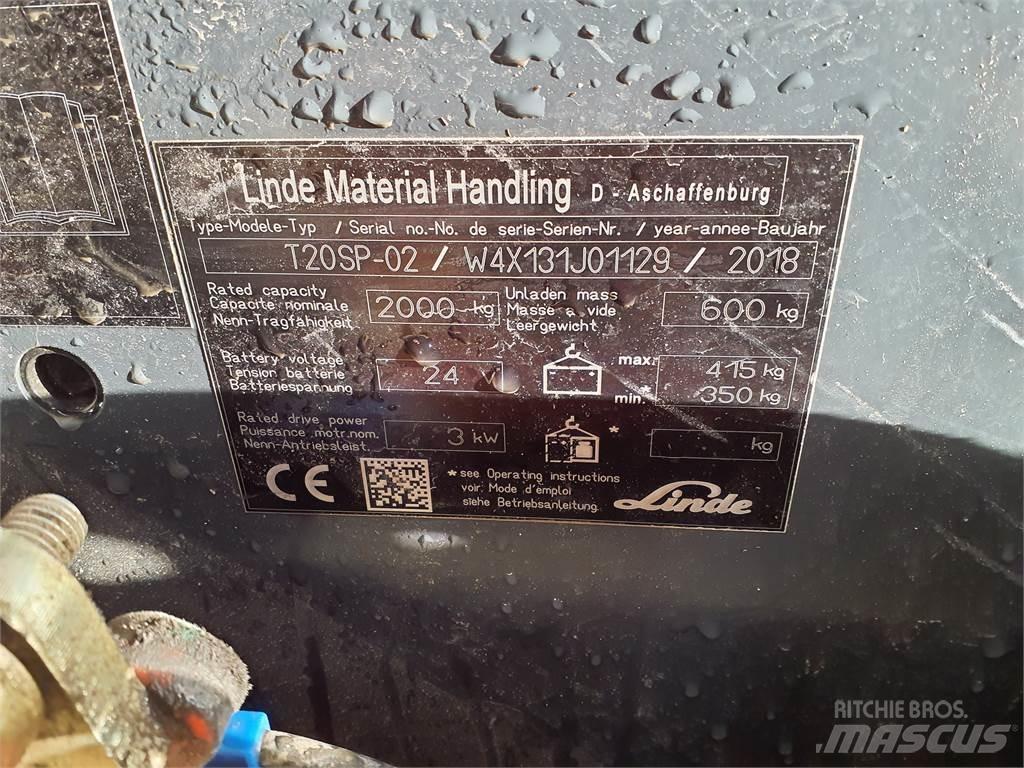 Linde Material Handling D - Aschaffenburg
Type-Modele-Typ / Serial no.-No. de serie-Serien-Nr. / year-annee-Baujahr
T20SP-02 / W4X131J01129 / 2018
Rated capacity
Capacite nominale
Nenn-Tragfähigkeit
2000 kg
Unladen mass
Masse a vide
Leergewicht
600 kg
Battery voltage
Tension batterie
Batteriespannung
24
max. 415 kg
min.* 350 kg
Rated drive power
Puissance motr.nom.
Nenn-Antriebsleist.
3 kW
* kg
CE
*see Operating instructions
voir Mode d'emploi
siehe Betriebsanleitung.
Linde
RITCHIE BROS.
MASCUS